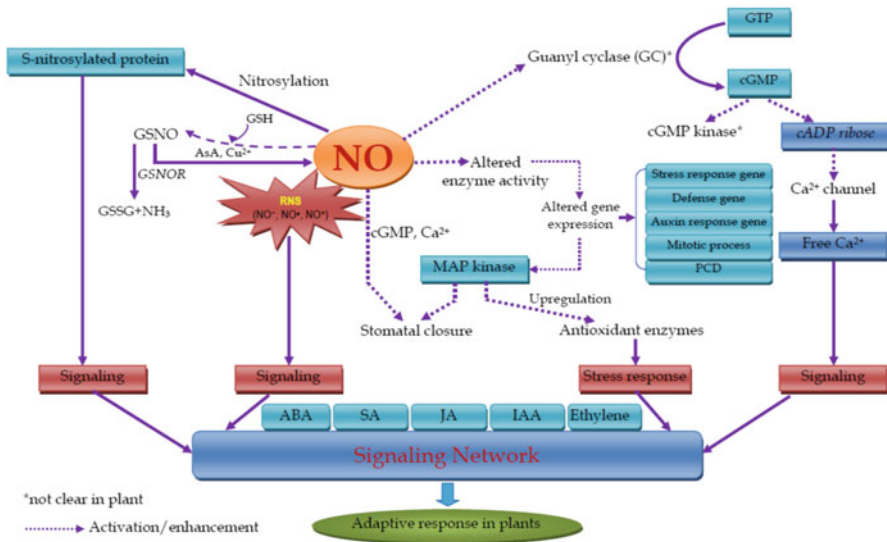 GTP
S-nitrosylated protein
Guanyl cyclase (GC)*
Nitrosylation
cGMP
GSH
GSNO
cGMP kinase*
cADP ribose
AsA, Cu²⁺
NO
Altered
enzyme activity
GSNOR
Stress response gene
Ca²⁺ channel
RNS
Defense gene
GSSG+NH₃
(NO⁻, NO•, NO⁺)
Altered gene
expression
Auxin response gene
cGMP, Ca²⁺
Mitotic process
Free Ca²⁺
MAP kinase
PCD
Upregulation
Stomatal closure
Antioxidant enzymes
Signaling
Signaling
Stress response
Signaling
ABA
SA
JA
IAA
Ethylene
Signaling Network
*not clear in plant
Activation/enhancement
Adaptive response in plants